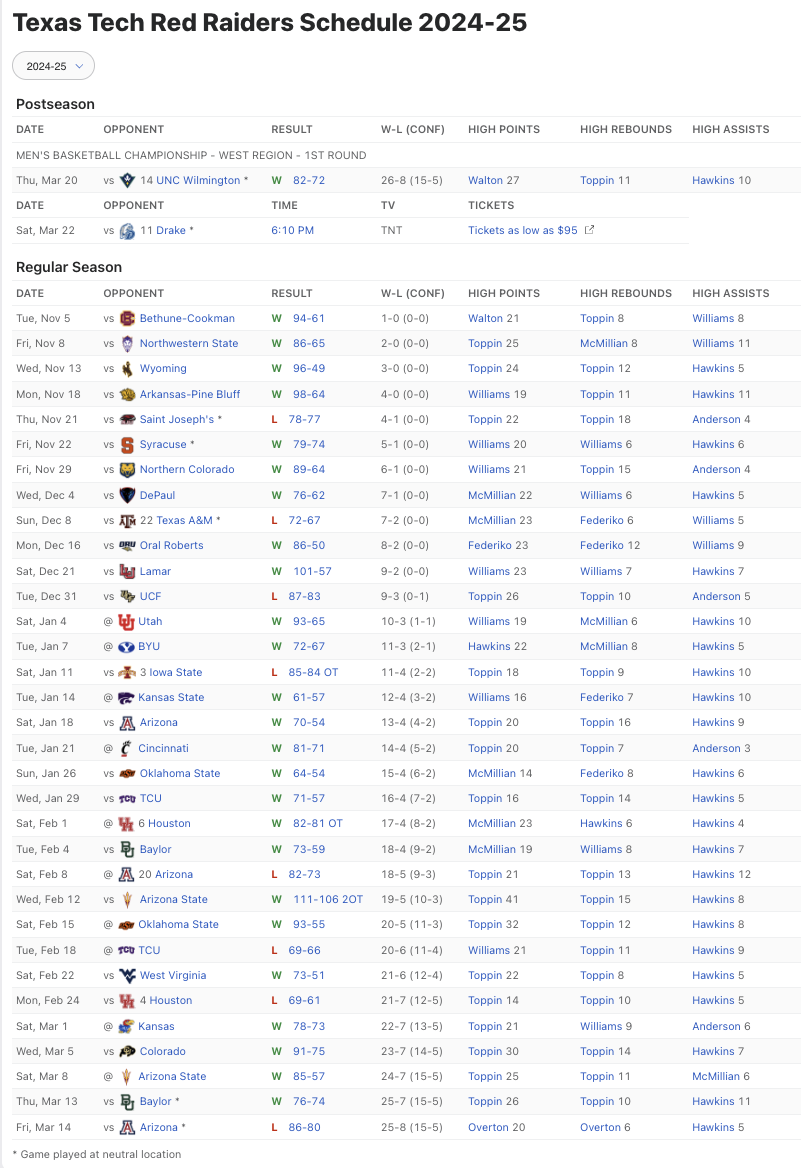 Texas Tech Red Raiders Schedule 2024-25
2024-25
Postseason
DATE OPPONENT RESULT W-L (CONF) HIGH POINTS HIGH REBOUNDS HIGH ASSISTS
MEN'S BASKETBALL CHAMPIONSHIP - WEST REGION - 1ST ROUND
Thu, Mar 20 vs 14 UNC Wilmington * W 82-72 26-8 (15-5) Walton 27 Toppin 11 Hawkins 10
DATE OPPONENT TIME TV TICKETS
Sat, Mar 22 vs 11 Drake * 6:10 PM TNT Tickets as low as $95
Regular Season
DATE OPPONENT RESULT W-L (CONF) HIGH POINTS HIGH REBOUNDS HIGH ASSISTS
Tue, Nov 5 vs Bethune-Cookman W 94-61 1-0 (0-0) Walton 21 Toppin 8 Williams 8
Fri, Nov 8 vs Northwestern State W 86-65 2-0 (0-0) Toppin 25 McMillian 8 Williams 11
Wed, Nov 13 vs Wyoming W 96-49 3-0 (0-0) Toppin 24 Toppin 12 Hawkins 5
Mon, Nov 18 vs Arkansas-Pine Bluff W 98-64 4-0 (0-0) Williams 19 Toppin 11 Hawkins 11
Thu, Nov 21 vs Saint Joseph's * L 78-77 4-1 (0-0) Toppin 22 Toppin 18 Anderson 4
Fri, Nov 22 vs Syracuse * W 79-74 5-1 (0-0) Williams 20 Williams 6 Hawkins 6
Fri, Nov 29 vs Northern Colorado W 89-64 6-1 (0-0) Williams 21 Toppin 15 Anderson 4
Wed, Dec 4 vs DePaul W 76-62 7-1 (0-0) McMillian 22 Williams 6 Hawkins 5
Sun, Dec 8 vs 22 Texas A&M * L 72-67 7-2 (0-0) McMillian 23 Federiko 6 Williams 5
Mon, Dec 16 vs Oral Roberts W 86-50 8-2 (0-0) Federiko 23 Federiko 12 Williams 9
Sat, Dec 21 vs Lamar W 101-57 9-2 (0-0) Williams 23 Williams 7 Hawkins 7
Tue, Dec 31 vs UCF L 87-83 9-3 (0-1) Toppin 26 Toppin 10 Anderson 5
Sat, Jan 4 @ Utah W 93-65 10-3 (1-1) Williams 19 McMillian 6 Hawkins 10
Tue, Jan 7 @ BYU W 72-67 11-3 (2-1) Hawkins 22 McMillian 8 Hawkins 5
Sat, Jan 11 vs 3 Iowa State L 85-84 OT 11-4 (2-2) Toppin 18 Toppin 9 Hawkins 10
Tue, Jan 14 @ Kansas State W 61-57 12-4 (3-2) Williams 16 Federiko 7 Hawkins 10
Sat, Jan 18 vs Arizona W 70-54 13-4 (4-2) Toppin 20 Toppin 16 Hawkins 9
Tue, Jan 21 @ Cincinnati W 81-71 14-4 (5-2) Toppin 20 Toppin 7 Anderson 3
Sun, Jan 26 vs Oklahoma State W 64-54 15-4 (6-2) McMillian 14 Federiko 8 Hawkins 6
Wed, Jan 29 vs TCU W 71-57 16-4 (7-2) Toppin 16 Toppin 14 Hawkins 5
Sat, Feb 1 @ 6 Houston W 82-81 OT 17-4 (8-2) McMillian 23 Hawkins 6 Hawkins 4
Tue, Feb 4 vs Baylor W 73-59 18-4 (9-2) McMillian 19 Williams 8 Hawkins 7
Sat, Feb 8 @ 20 Arizona L 82-73 18-5 (9-3) Toppin 21 Toppin 13 Hawkins 12
Wed, Feb 12 vs Arizona State W 111-106 2OT 19-5 (10-3) Toppin 41 Toppin 15 Hawkins 8
Sat, Feb 15 @ Oklahoma State W 93-55 20-5 (11-3) Toppin 32 Toppin 12 Hawkins 8
Tue, Feb 18 @ TCU L 69-66 20-6 (11-4) Williams 21 Toppin 11 Hawkins 9
Sat, Feb 22 vs West Virginia W 73-51 21-6 (12-4) Toppin 22 Toppin 8 Hawkins 5
Mon, Feb 24 vs 4 Houston L 69-61 21-7 (12-5) Toppin 14 Toppin 10 Hawkins 5
Sat, Mar 1 @ Kansas W 78-73 22-7 (13-5) Toppin 21 Williams 9 Anderson 6
Wed, Mar 5 vs Colorado W 91-75 23-7 (14-5) Toppin 30 Toppin 14 Hawkins 7
Sat, Mar 8 @ Arizona State W 85-57 24-7 (15-5) Toppin 25 Toppin 11 McMillian 6
Thu, Mar 13 vs Baylor * W 76-74 25-7 (15-5) Toppin 26 Toppin 10 Hawkins 11
Fri, Mar 14 vs Arizona * L 86-80 25-8 (15-5) Overton 20 Overton 6 Hawkins 5
* Game played at neutral location